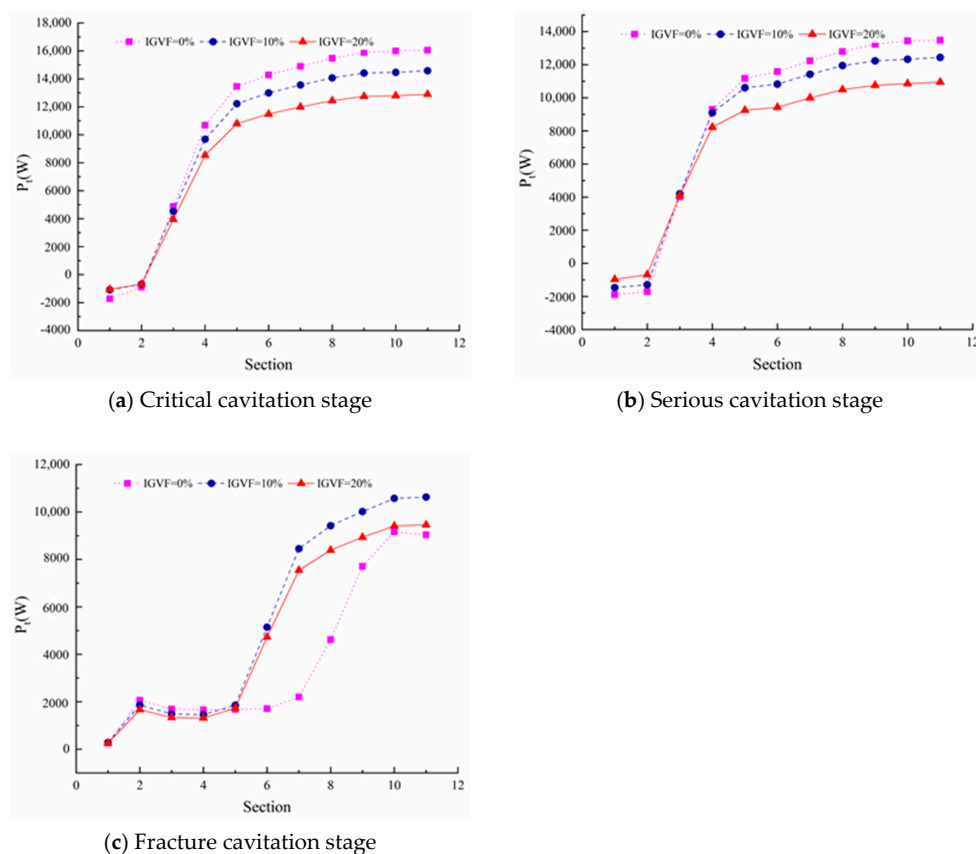 IGVF=0% IGVF=10% IGVF=20%
18,000
16,000
14,000
12,000
10,000
8000
6000
4000
2000
0
-2000
-4000
Pt(W)
0 2 4 6 8 10 12
Section
(a) Critical cavitation stage
IGVF=0% IGVF=10% IGVF=20%
14,000
12,000
10,000
8000
6000
4000
2000
0
-2000
-4000
Pt(W)
0 2 4 6 8 10 12
Section
(b) Serious cavitation stage
12,000
IGVF=0% IGVF=10% IGVF=20%
10,000
8000
6000
4000
2000
0
Pt(W)
0 2 4 6 8 10 12
Section
(c) Fracture cavitation stage